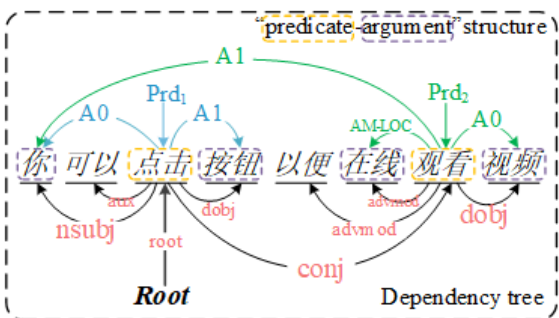 "predicate-argument"structure
A1
Prd1 Prd2
A0 A1 AM-LOC A0
你 可以 点击 按钮 以便 在线 观看 视频
aux dobj advmod
nsubj root advmod dobj
conj
Root Dependency tree